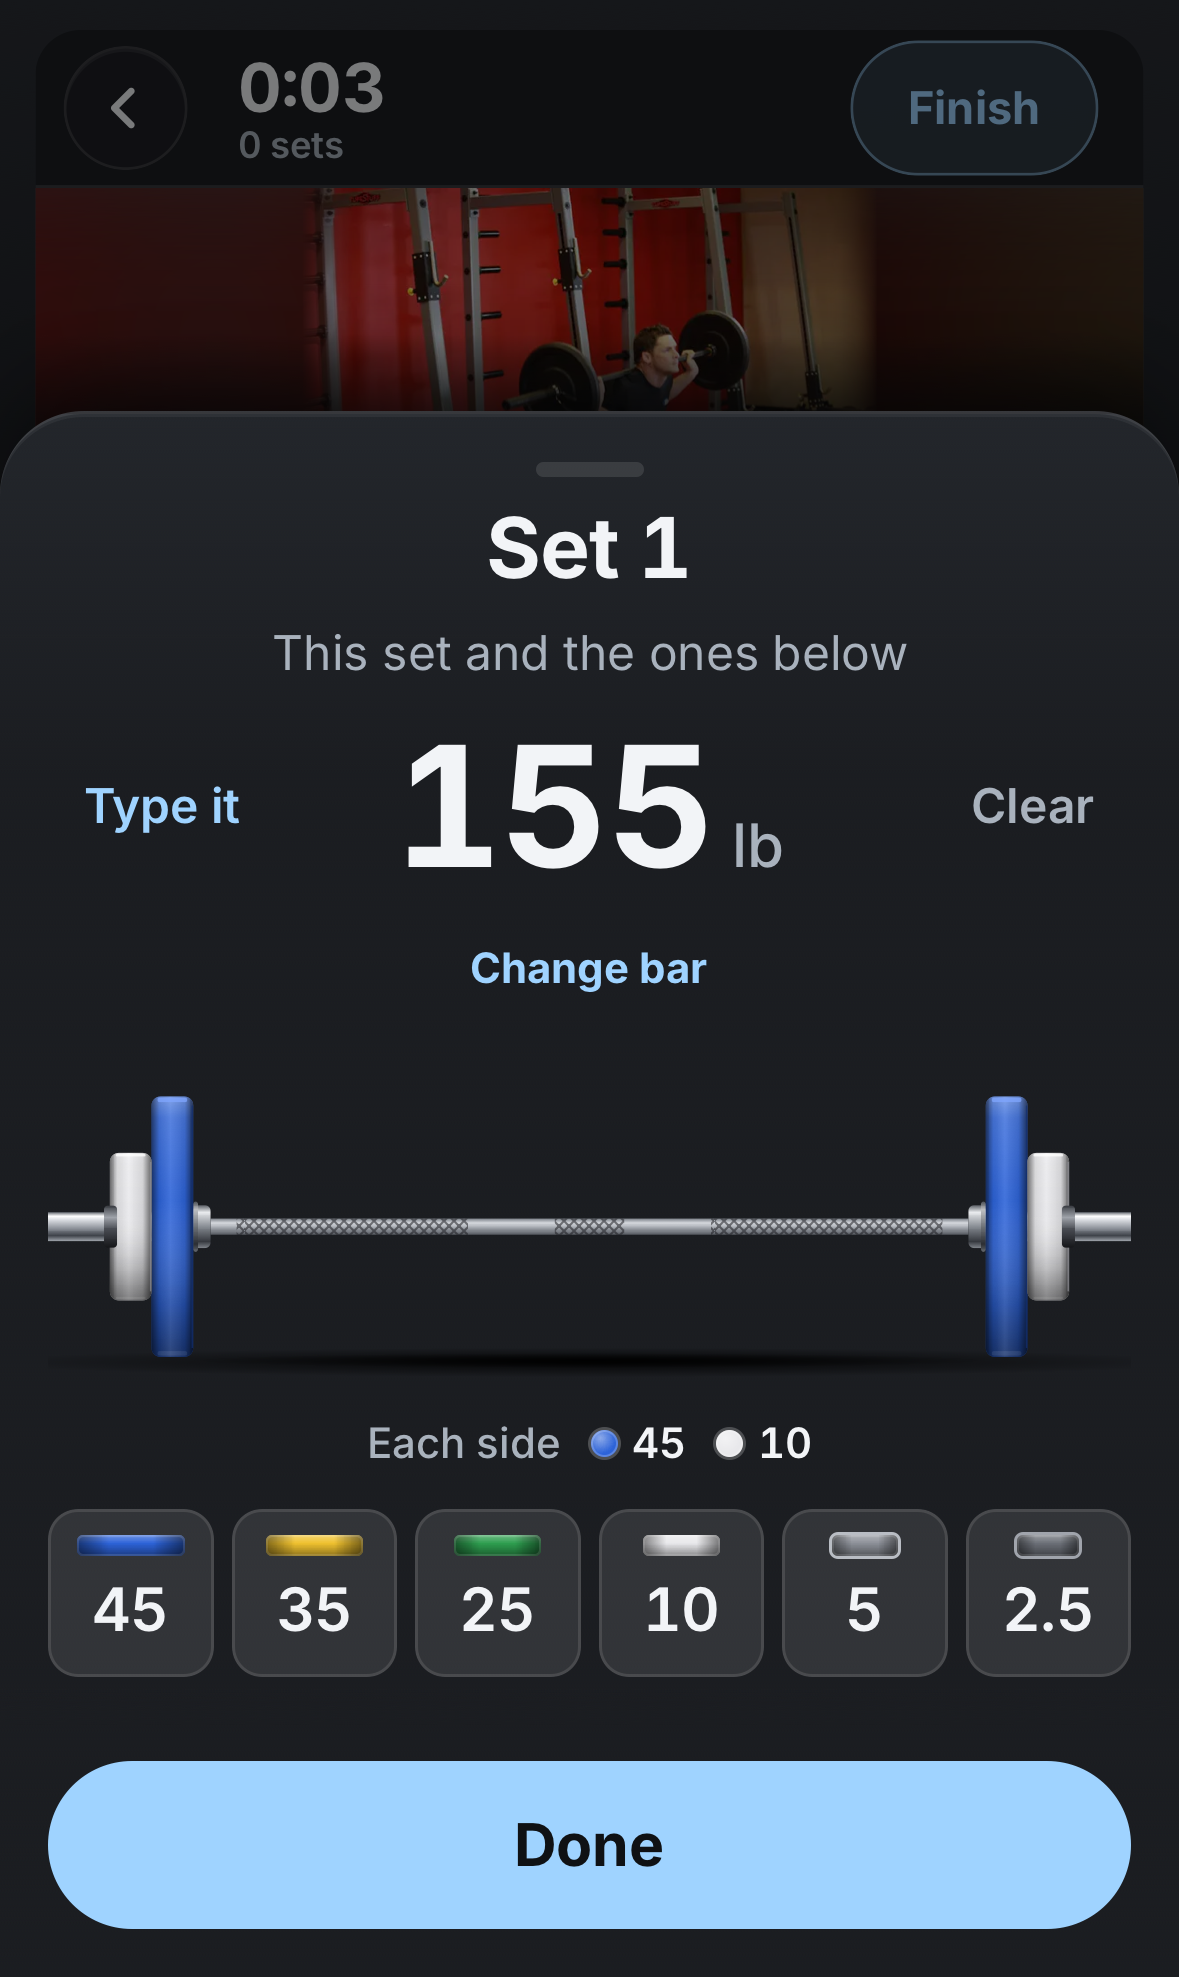 0:03
0 sets
Finish
Set 1
This set and the ones below
Type it
155 lb
Clear
Change bar
Each side 45 10
45 35 25 10 5 2.5
Done